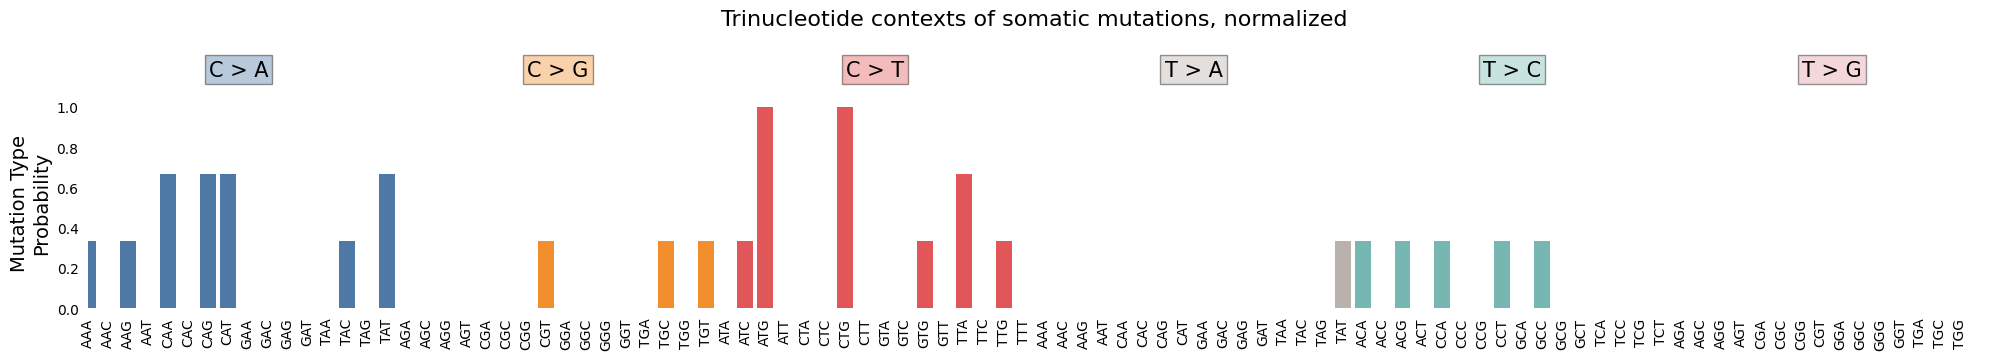 Trinucleotide contexts of somatic mutations, normalized
C > A C > G C > T T > A T > C T > G
Mutation Type
Probability
1.0
0.8
0.6
0.4
0.2
0.0
AAA AAC AAG AAT CAA CAC CAG CAT GAA GAC GAG GAT TAA TAC TAG TAT AGA AGC AGG AGT CGA CGC CGG CGT GGA GGC GGG GGT TGA TGC TGG TGT ATA ATC ATG ATT CTA CTC CTG CTT GTA GTC GTG GTT TTA TTC TTG TTT AAA AAC AAG AAT CAA CAC CAG CAT GAA GAC GAG GAT TAA TAC TAG TAT ACA ACC ACG ACT CCA CCC CCG CCT GCA GCC GCG GCT TCA TCC TCG TCT AGA AGC AGG AGT CGA CGC CGG CGT GGA GGC GGG GGT TGA TGC TGG